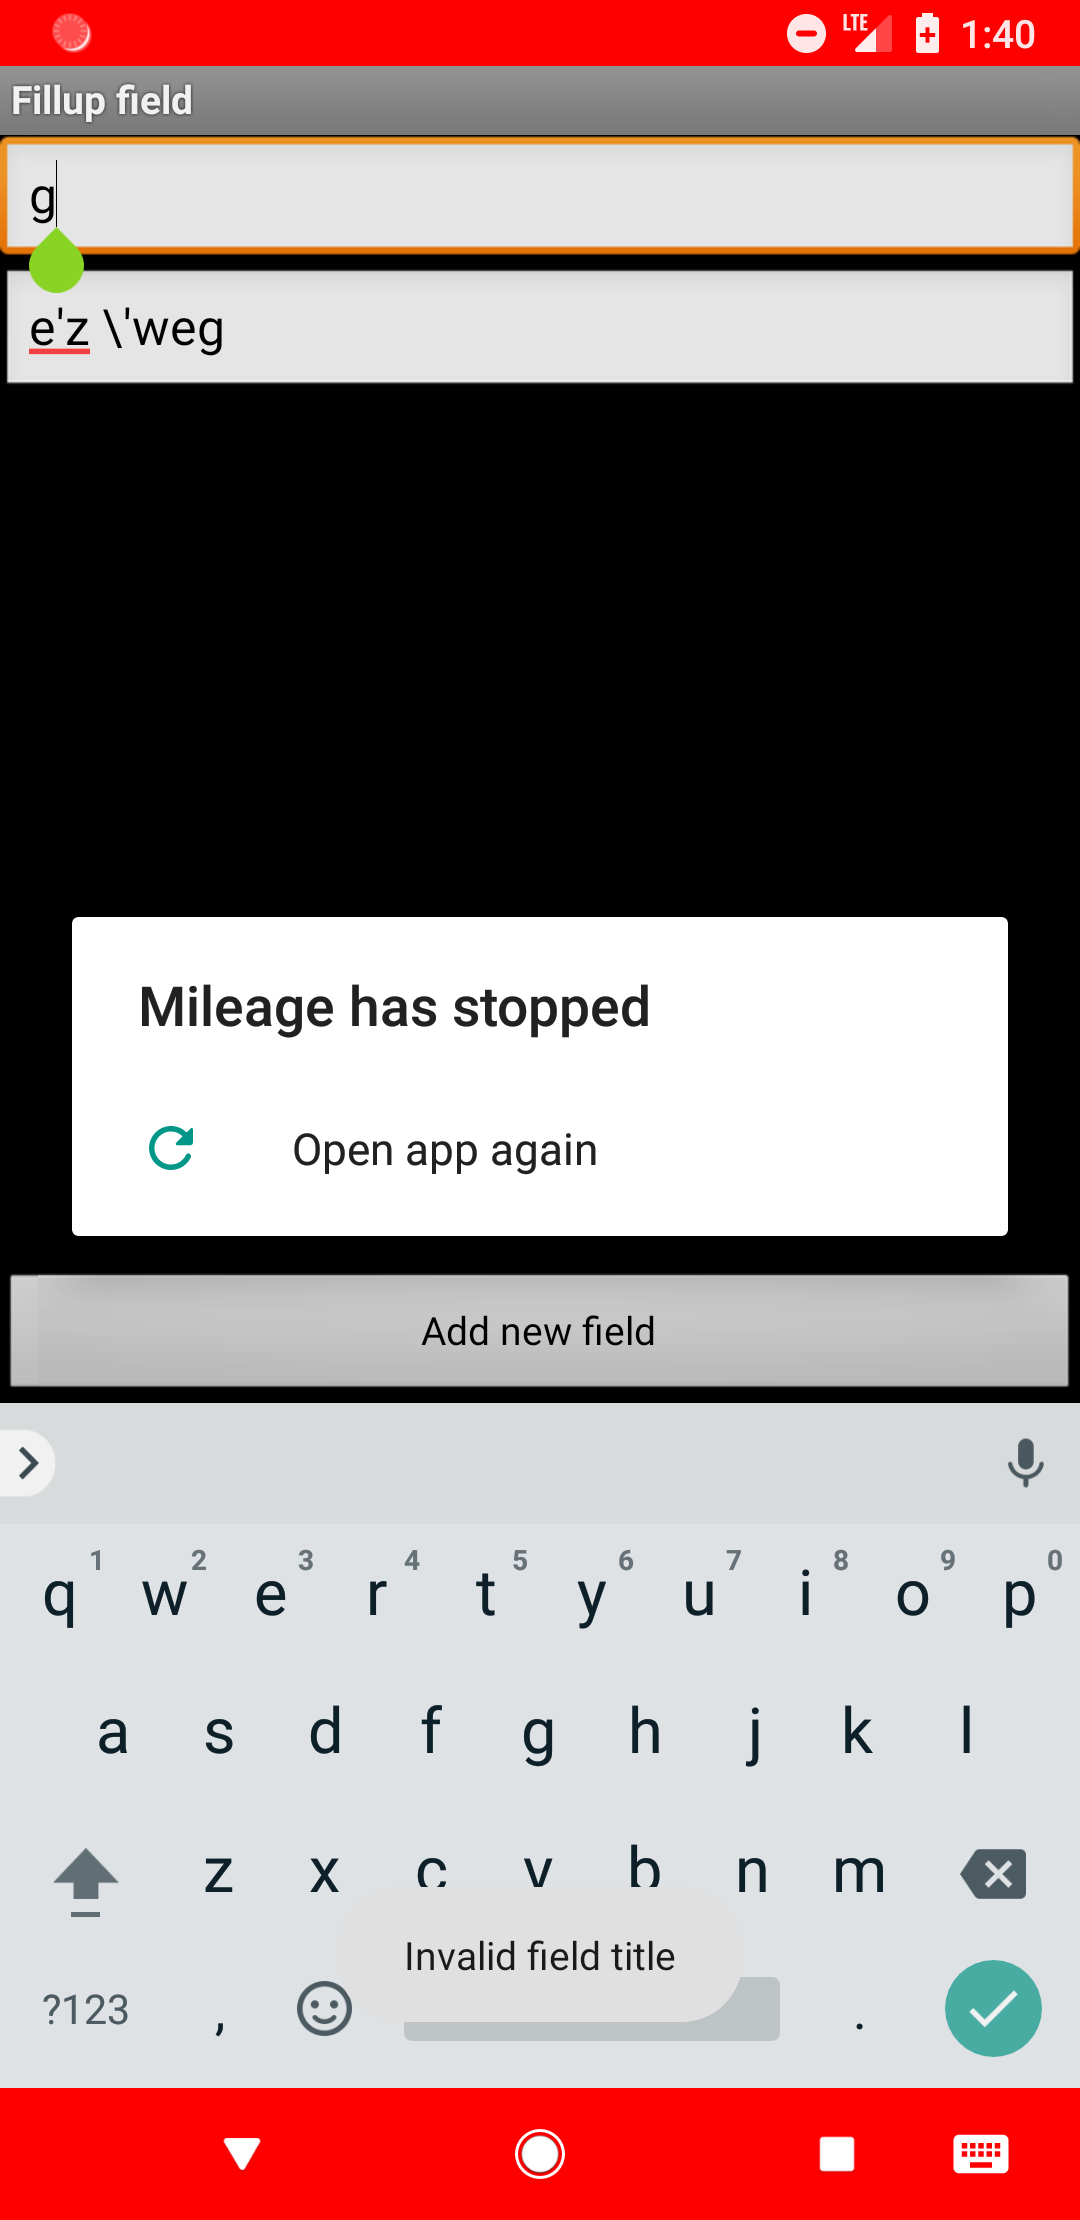 LTE 1:40
Fillup field
g
e'z \'weg
Mileage has stopped
Open app again
Add new field
1 2 3 4 5 6 7 8 9 0
q w e r t y u i o p
a s d f g h j k l
z x c v b n m
Invalid field title
?123 , .